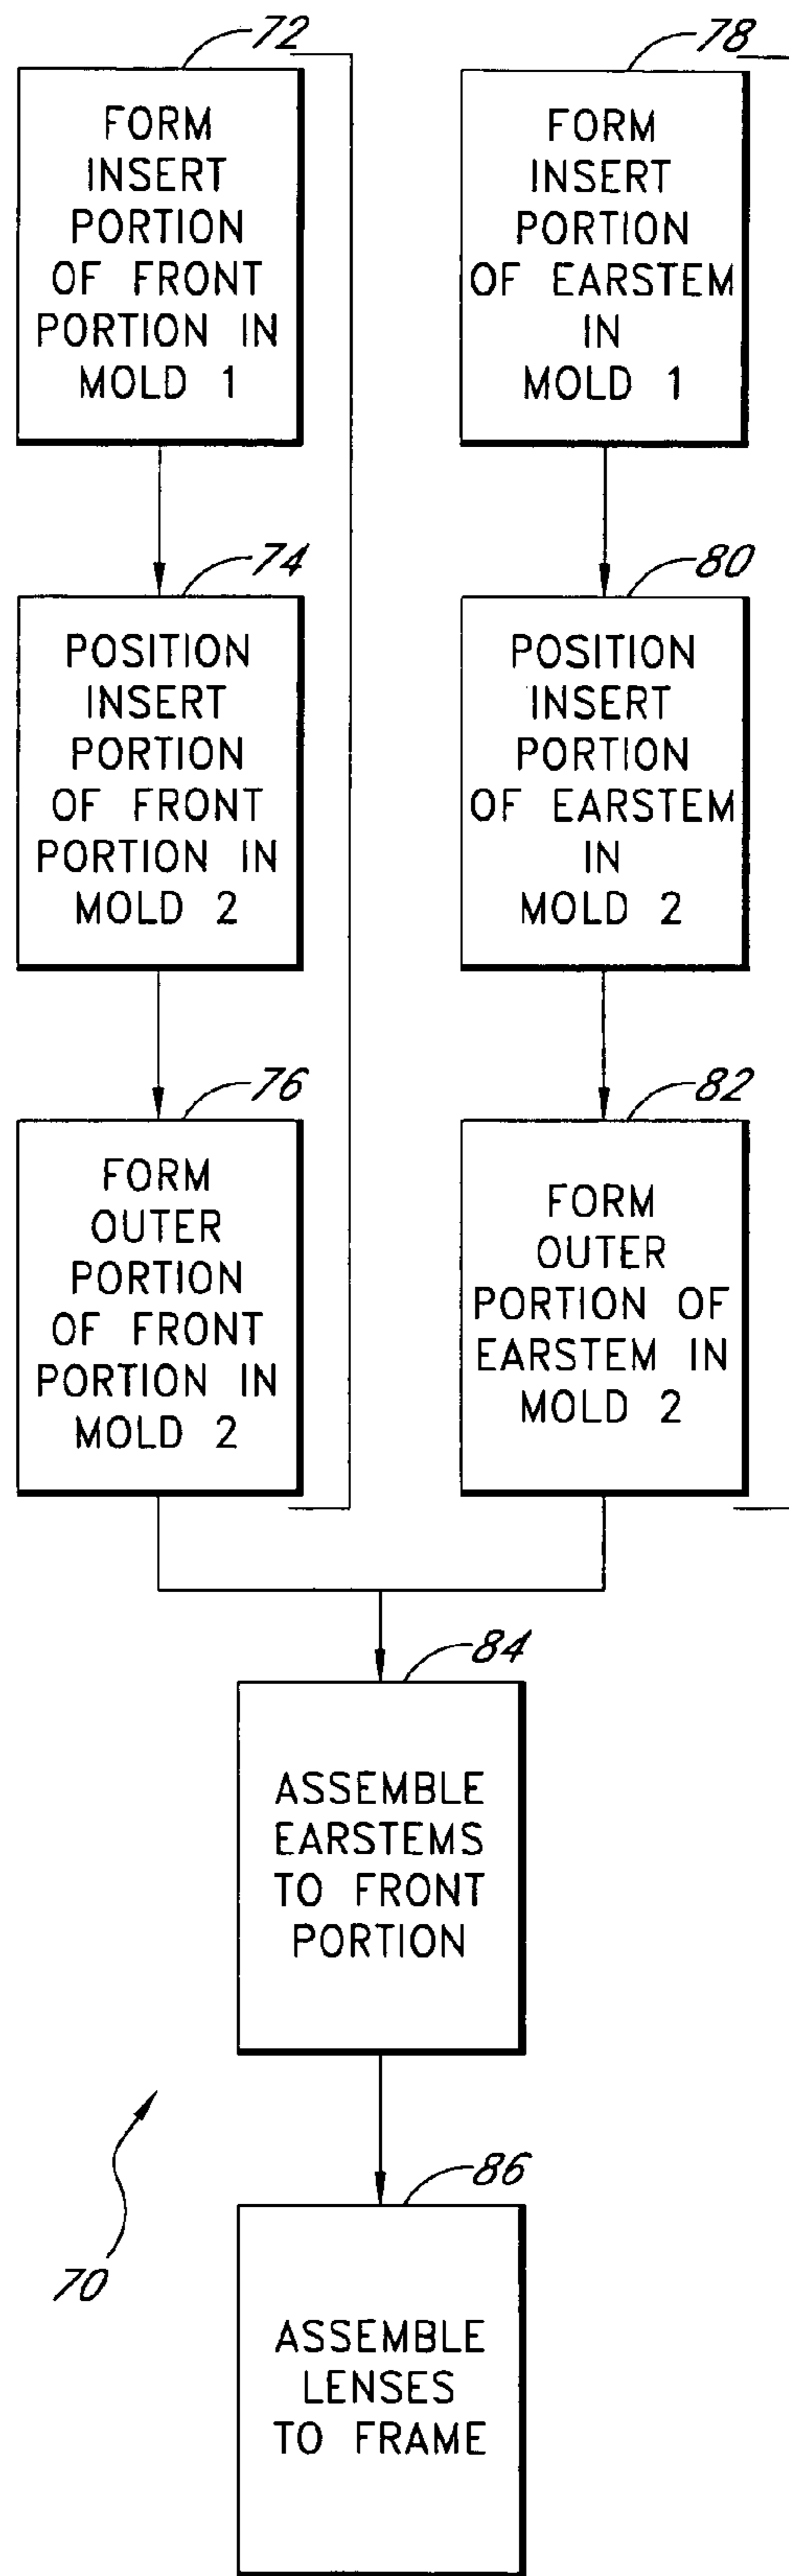 72
FORM
INSERT
PORTION
OF FRONT
PORTION IN
MOLD 1
74
POSITION
INSERT
PORTION
OF FRONT
PORTION IN
MOLD 2
76
FORM
OUTER
PORTION
OF FRONT
PORTION IN
MOLD 2
78
FORM
INSERT
PORTION
OF EARSTEM
IN
MOLD 1
80
POSITION
INSERT
PORTION
OF EARSTEM
IN
MOLD 2
82
FORM
OUTER
PORTION OF
EARSTEM IN
MOLD 2
84
ASSEMBLE
EARSTEMS
TO FRONT
PORTION
86
ASSEMBLE
LENSES
TO FRAME
70